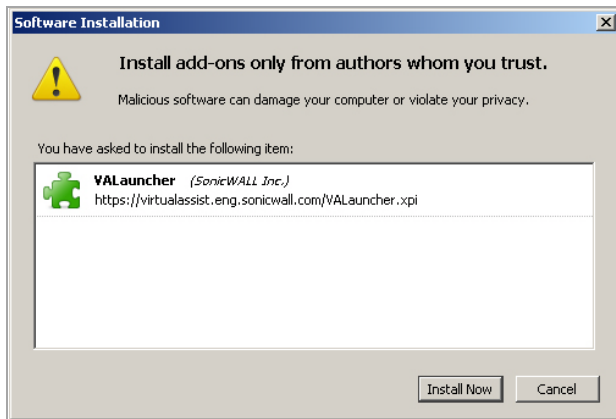 Software Installation
Install add-ons only from authors whom you trust.
Malicious software can damage your computer or violate your privacy.
You have asked to install the following item:
VALauncher (SonicWALL Inc.)
https://virtualassist.eng.sonicwall.com/VALauncher.xpi
Install Now Cancel